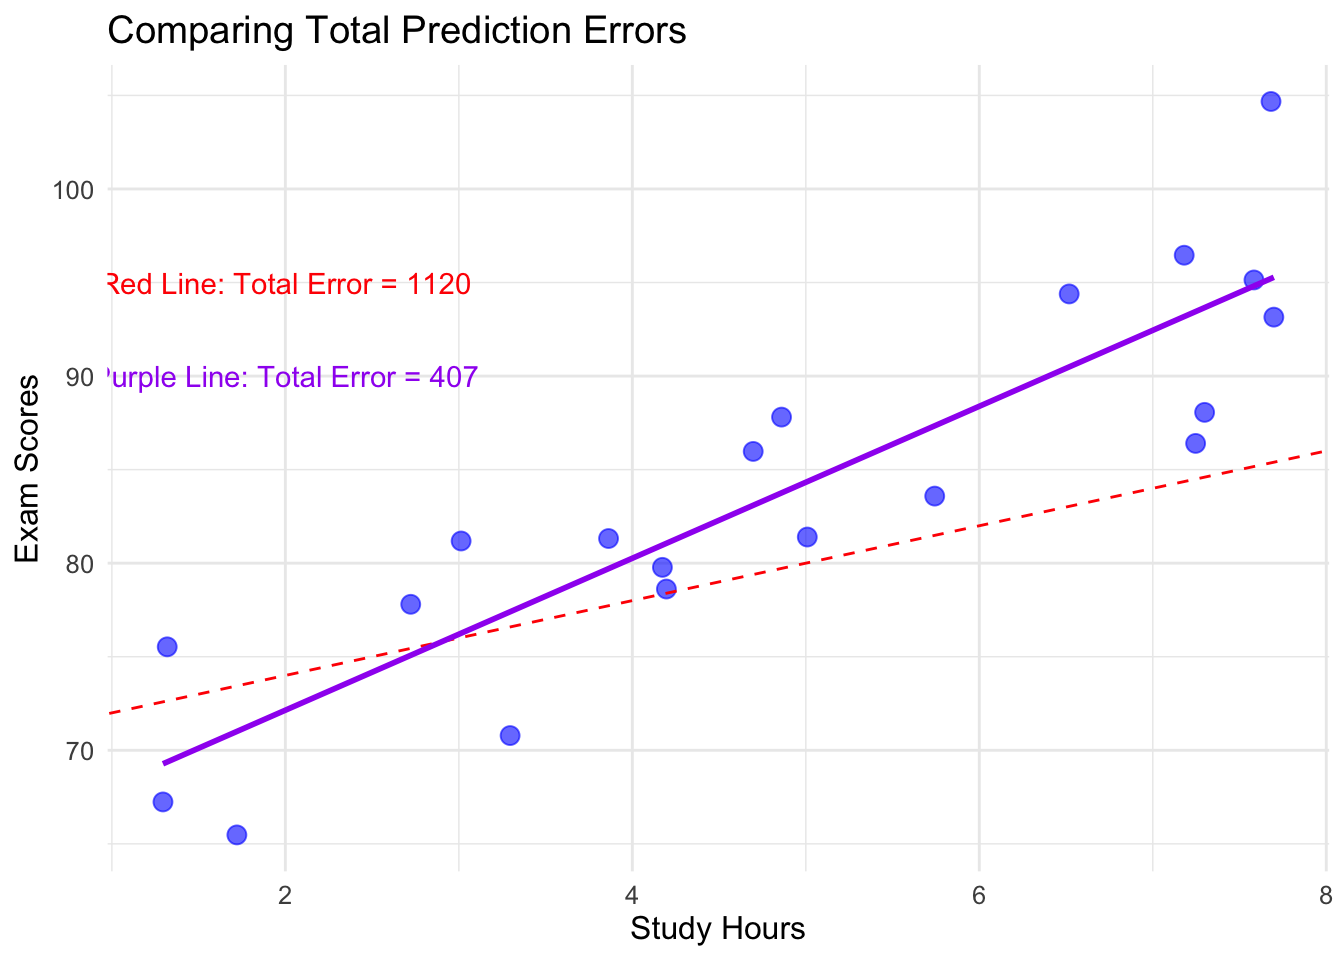 Comparing Total Prediction Errors
100
Red Line: Total Error = 1120
90
Purple Line: Total Error = 407
80
70
Exam Scores
2
4
6
8
Study Hours